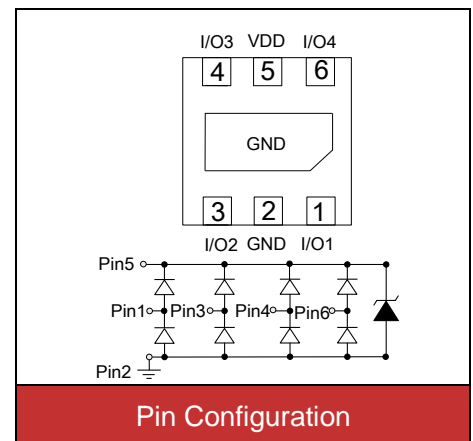 I/O3 VDD I/O4
4 5 6
GND
3 2 1
I/O2 GND I/O1
Pin5
Pin1 Pin3 Pin4 Pin6
Pin2
Pin Configuration